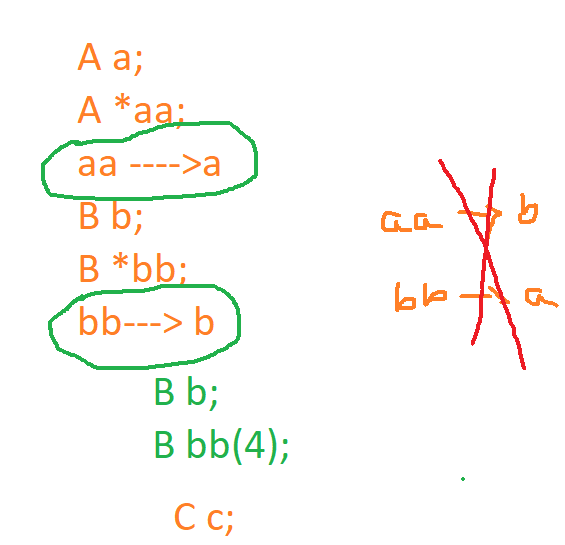 A a;
A *aa;
aa ---->a
B b;
B *bb;
bb---> b
B b;
B bb(4);
C c;
aa → b
bb → a